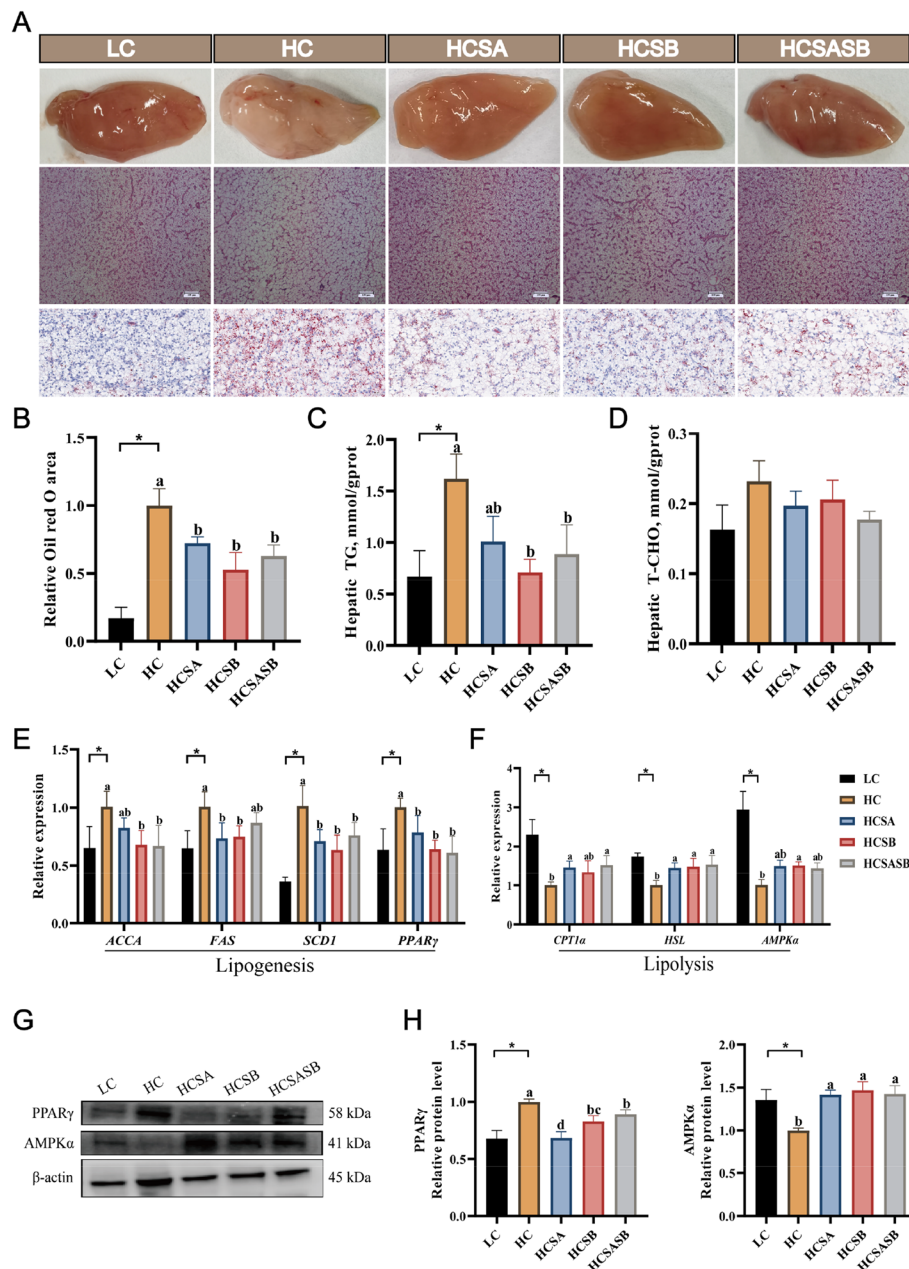 A
LC HC HCSA HCSB HCSASB
B
Relative Oil red O area
1.5
1.0
0.5
0.0
*
a
b
b
b
LC HC HCSA HCSB HCSASB
C
Hepatic TG, mmol/gprot
2.0
1.5
1.0
0.5
0.0
*
a
ab
b
b
LC HC HCSA HCSB HCSASB
D
Hepatic T-CHO, mmol/gprot
0.3
0.2
0.1
0.0
LC HC HCSA HCSB HCSASB
E
Relative expression
1.5
1.0
0.5
0.0
* * * *
a ab b b
a b b ab
a b b b
a b b b
ACCA FAS SCD1 PPARγ
Lipogenesis
F
Relative expression
4
3
2
1
0
* * *
b a ab a
b a a a
b ab a ab
CPT1α HSL AMPKα
Lipolysis
LC
HC
HCSA
HCSB
HCSASB
G
LC HC HCSA HCSB HCSASB
PPARγ 58 kDa
AMPKα 41 kDa
β-actin 45 kDa
H
PPARγ
Relative protein level
1.5
1.0
0.5
0.0
*
a
d
bc
b
LC HC HCSA HCSB HCSASB
AMPKα
Relative protein level
2.0
1.5
1.0
0.5
0.0
*
b
a
a
a
LC HC HCSA HCSB HCSASB